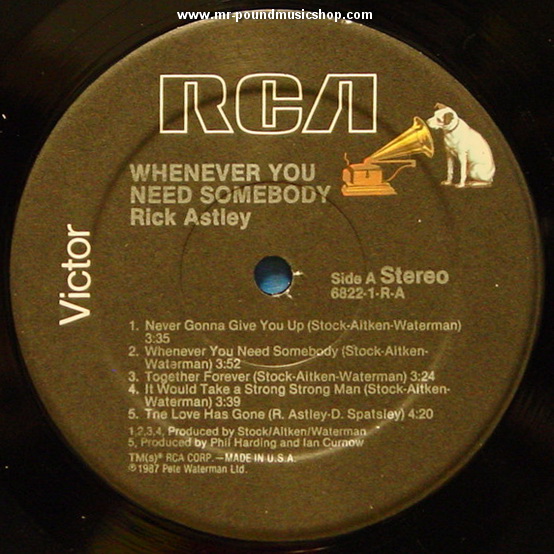 www.mr-poundmusicshop.com
RCA
WHENEVER YOU
NEED SOMEBODY
Rick Astley
Victor
Side A Stereo
6822-1-R-A
1. Never Gonna Give You Up (Stock-Aitken-Waterman)
3:35
2. Whenever You Need Somebody (Stock-Aitken-
Waterman) 3:52
3. Together Forever (Stock-Aitken-Waterman) 3:24
4. It Would Take a Strong Strong Man (Stock-Aitken-
Waterman) 3:39
5. The Love Has Gone (R. Astley-D. Spatsley) 4:20
1,2,3,4, Produced by Stock/Aitken/Waterman
5, Produced by Phil Harding and Ian Curnow
TM(s)® RCA CORP.—MADE IN U.S.A.
℗1987 Pete Waterman Ltd.